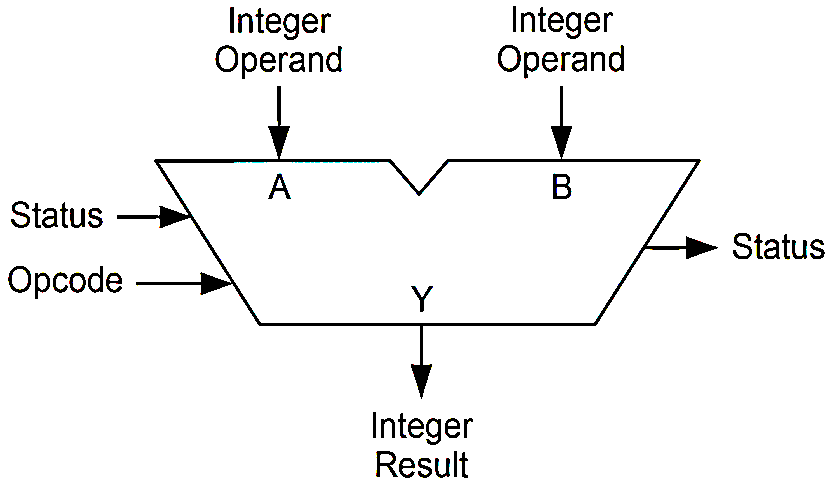 Integer
Operand
Integer
Operand
A
B
Status
Opcode
Status
Y
Integer
Result